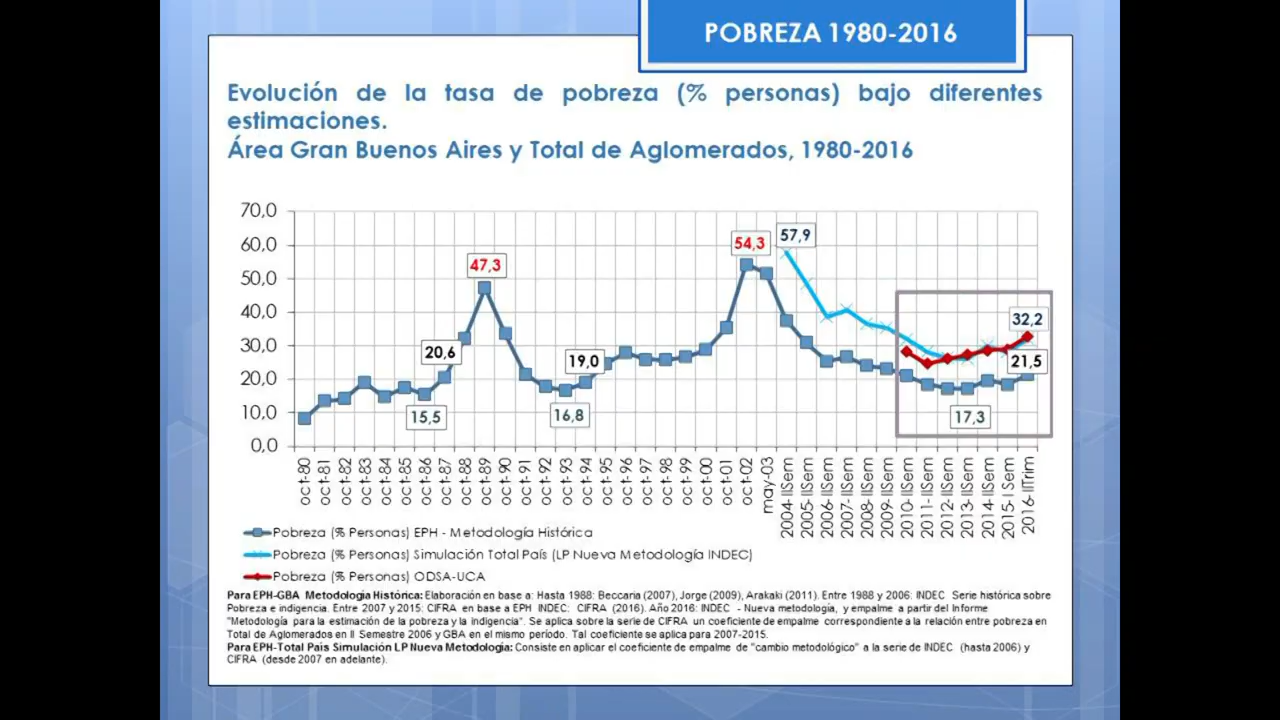 POBREZA 1980-2016
Evolución de la tasa de pobreza (% personas) bajo diferentes
estimaciones.
Área Gran Buenos Aires y Total de Aglomerados, 1980-2016
70,0
60,0
50,0
40,0
30,0
20,0
10,0
0,0
47,3
20,6
15,5
19,0
16,8
54,3
57,9
32,2
21,5
17,3
oct-80
oct-81
oct-82
oct-83
oct-84
oct-85
oct-86
oct-87
oct-88
oct-89
oct-90
oct-91
oct-92
oct-93
oct-94
oct-95
oct-96
oct-97
oct-98
oct-99
oct-00
oct-01
oct-02
may-03
2004-IISem
2005-IISem
2006-IISem
2007-IISem
2008-IISem
2009-IISem
2010-IISem
2011-IISem
2012-IISem
2013-IISem
2014-IISem
2015-I Sem
2016-IITrim
Pobreza (% Personas) EPH - Metodología Histórica
Pobreza (% Personas) Simulación Total País (LP Nueva Metodología INDEC)
Pobreza (% Personas) ODSA-UCA
Para EPH-GBA Metodología Histórica: Elaboración en base a: Hasta 1988: Beccaria (2007), Jorge (2009), Arakaki (2011). Entre 1988 y 2006: INDEC Serie histórica sobre
Pobreza e indigencia. Entre 2007 y 2015: CIFRA en base a EPH INDEC: CIFRA (2016). Año 2016: INDEC - Nueva metodología, y empalme a partir del Informe
"Metodología para la estimación de la pobreza y la indigencia". Se aplica sobre la serie de CIFRA un coeficiente de empalme correspondiente a la relación entre pobreza en
Total de Aglomerados en II Semestre 2006 y GBA en el mismo período. Tal coeficiente se aplica para 2007-2015.
Para EPH-Total País Simulación LP Nueva Metodología: Consiste en aplicar el coeficiente de empalme de "cambio metodológico" a la serie de INDEC (hasta 2006) y
CIFRA (desde 2007 en adelante).